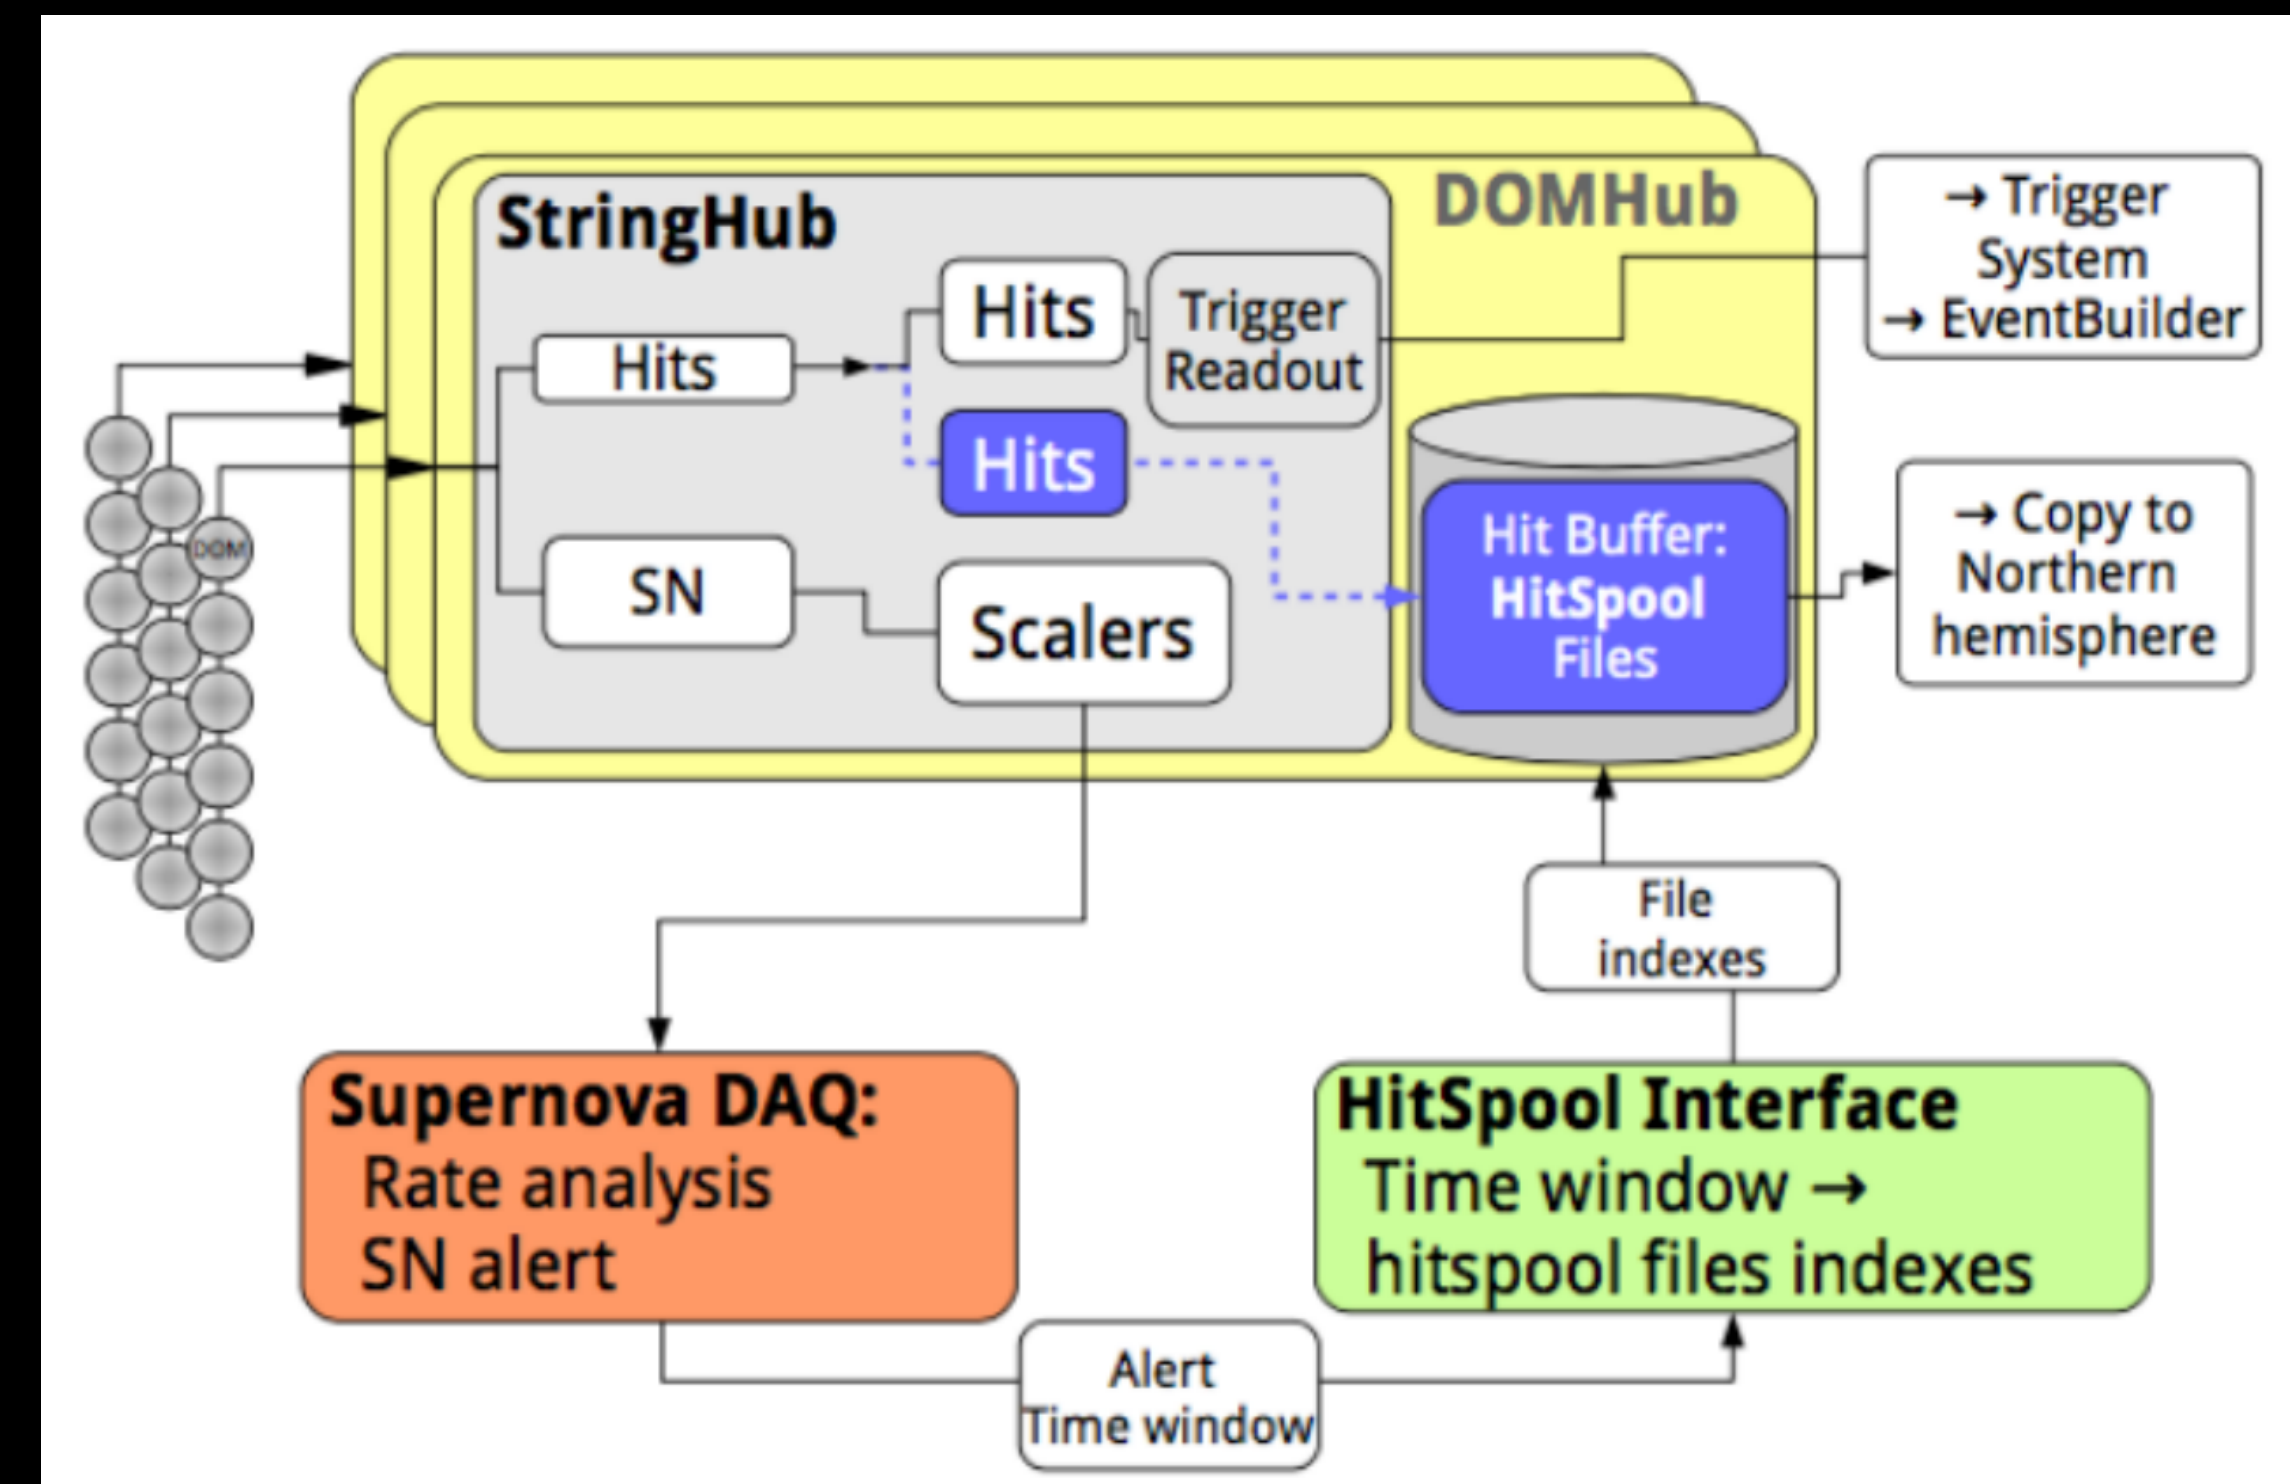 StringHub
DOMHub
Hits
Hits
Trigger
Readout
→ Trigger
System
→ EventBuilder
Hits
DOM
SN
Scalers
Hit Buffer:
HitSpool
Files
→ Copy to
Northern
hemisphere
File
indexes
Supernova DAQ:
Rate analysis
SN alert
HitSpool Interface
Time window →
hitspool files indexes
Alert
Time window